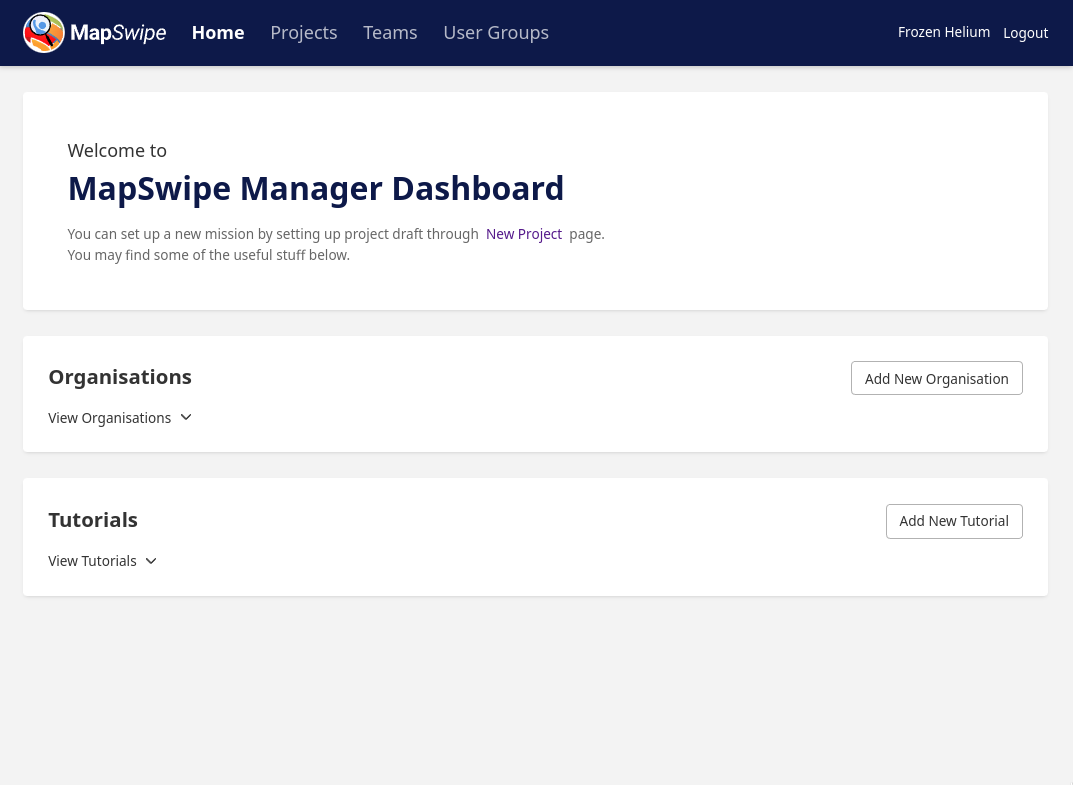 MapSwipe Home Projects Teams User Groups Frozen Helium Logout
Welcome to
MapSwipe Manager Dashboard
You can set up a new mission by setting up project draft through New Project page.
You may find some of the useful stuff below.
Organisations Add New Organisation
View Organisations
Tutorials Add New Tutorial
View Tutorials